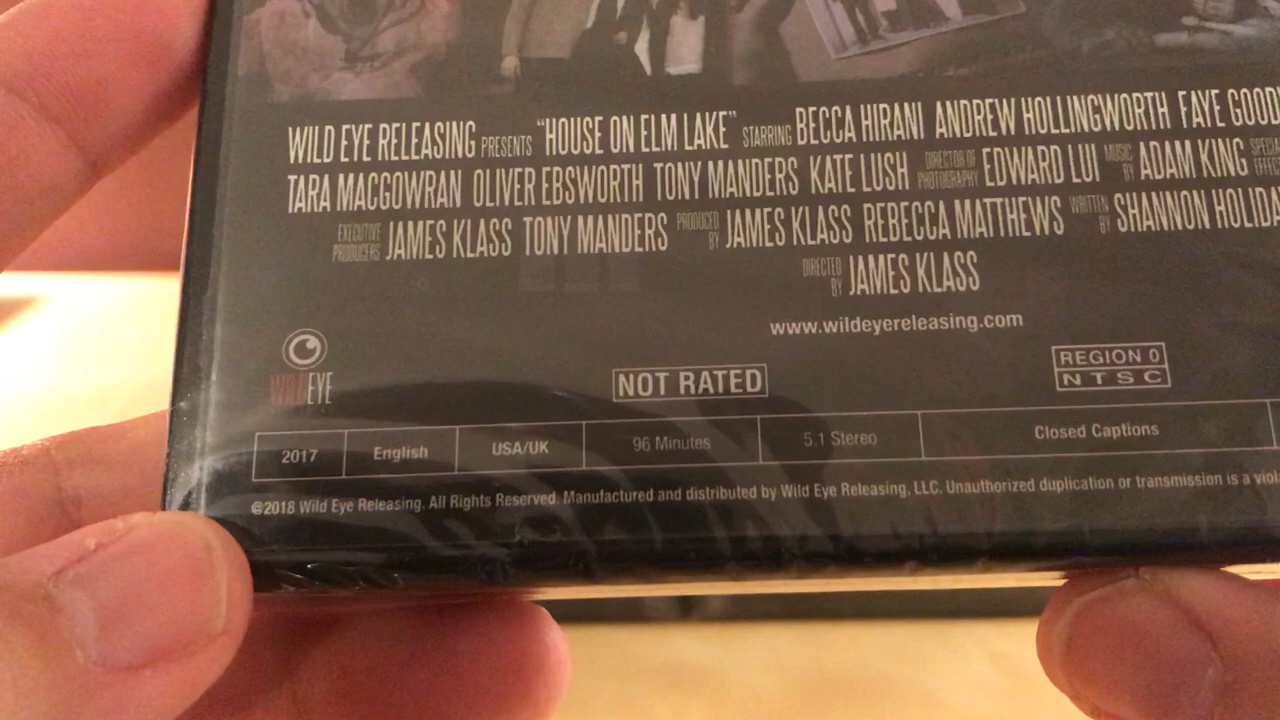 WILD EYE RELEASING PRESENTS "HOUSE ON ELM LAKE" STARRING BECCA HIRANI ANDREW HOLLINGWORTH FAYE
TARA MACGOWRAN OLIVER EBSWORTH TONY MANDERS KATE LUSH DIRECTOR OF PHOTOGRAPHY EDWARD LUI MUSIC BY ADAM KING
EXECUTIVE PRODUCERS JAMES KLASS TONY MANDERS PRODUCED BY JAMES KLASS REBECCA MATTHEWS WRITTEN BY SHANNON
DIRECTED BY JAMES KLASS
www.wildeyereleasing.com
WILD EYE
NOT RATED
REGION 0
NTSC
2017 English USA/UK 96 Minutes 5.1 Stereo Closed Captions
@2018 Wild Eye Releasing. All Rights Reserved. Manufactured and distributed by Wild Eye Releasing, LLC. Unauthorized duplication or transmission is a